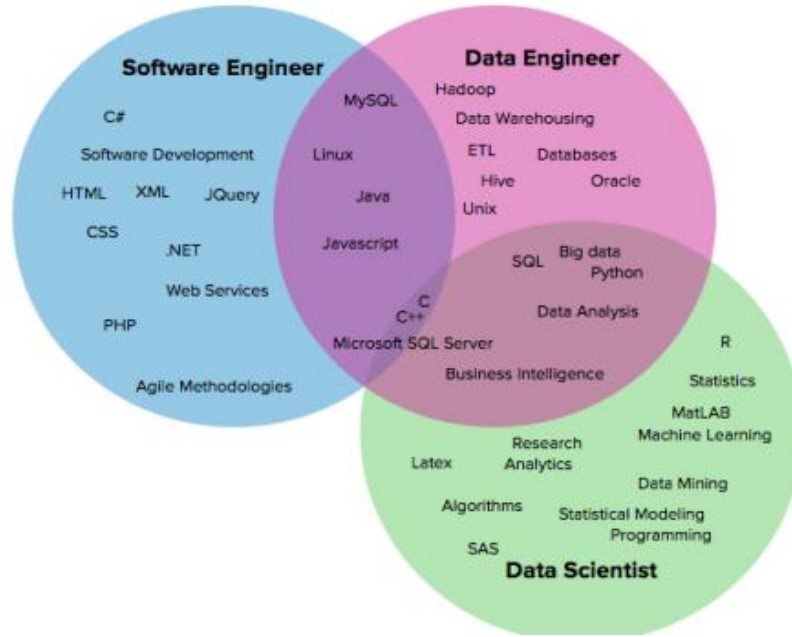 Software Engineer
C#
Software Development
HTML
XML
JQuery
CSS
.NET
Web Services
PHP
Agile Methodologies
MySQL
Linux
Java
Javascript
C
C++
Microsoft SQL Server
Data Engineer
Hadoop
Data Warehousing
ETL
Databases
Hive
Oracle
Unix
SQL
Big data
Python
Data Analysis
Business Intelligence
R
Statistics
MatLAB
Machine Learning
Research
Latex
Analytics
Data Mining
Algorithms
Statistical Modeling
Programming
SAS
Data Scientist